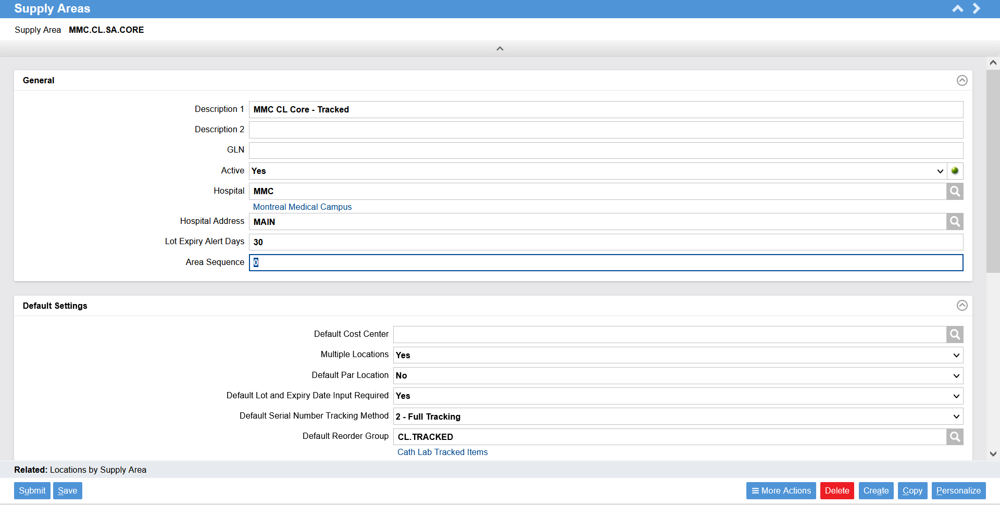 Supply Areas
Supply Area MMC.CL.SA.CORE
General
Description 1 MMC CL Core - Tracked
Description 2
GLN
Active Yes
Hospital MMC
Montreal Medical Campus
Hospital Address MAIN
Lot Expiry Alert Days 30
Area Sequence 0
Default Settings
Default Cost Center
Multiple Locations Yes
Default Par Location No
Default Lot and Expiry Date Input Required Yes
Default Serial Number Tracking Method 2 - Full Tracking
Default Reorder Group CL.TRACKED
Cath Lab Tracked Items
Related: Locations by Supply Area
Submit Save More Actions Delete Create Copy Personalize